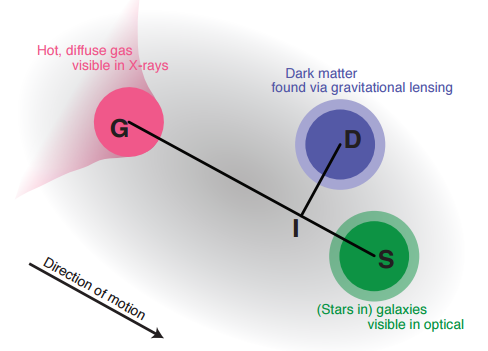 Hot, diffuse gas
visible in X-rays
Dark matter
found via gravitational lensing
G
D
I
S
Direction of motion
(Stars in) galaxies
visible in optical